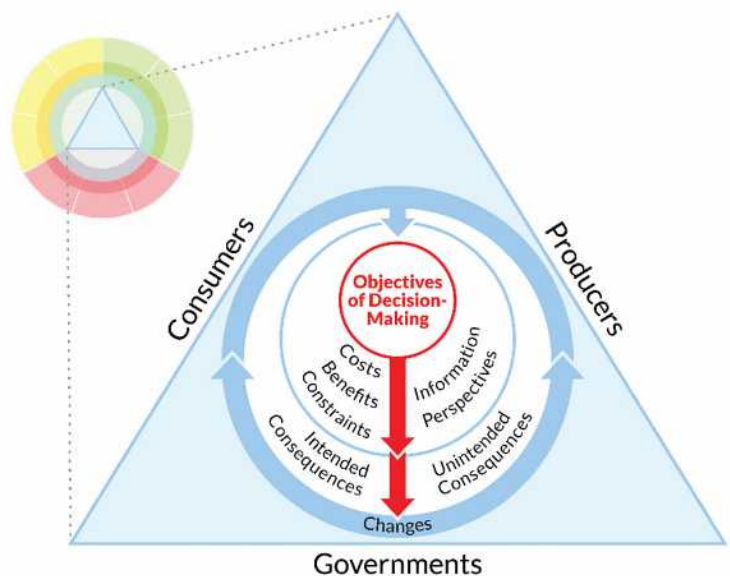 Consumers
Producers
Objectives
of Decision-
Making
Costs
Benefits
Constraints
Information
Perspectives
Intended
Consequences
Unintended
Consequences
Changes
Governments